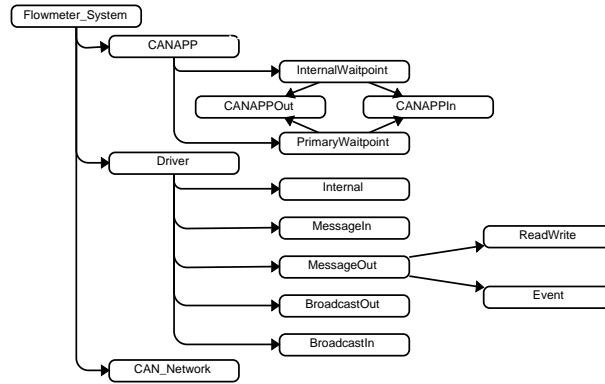 Flowmeter_System
CANAPP
InternalWaitpoint
CANAPPOut
CANAPPIn
PrimaryWaitpoint
Driver
Internal
MessageIn
ReadWrite
MessageOut
Event
BroadcastOut
BroadcastIn
CAN_Network